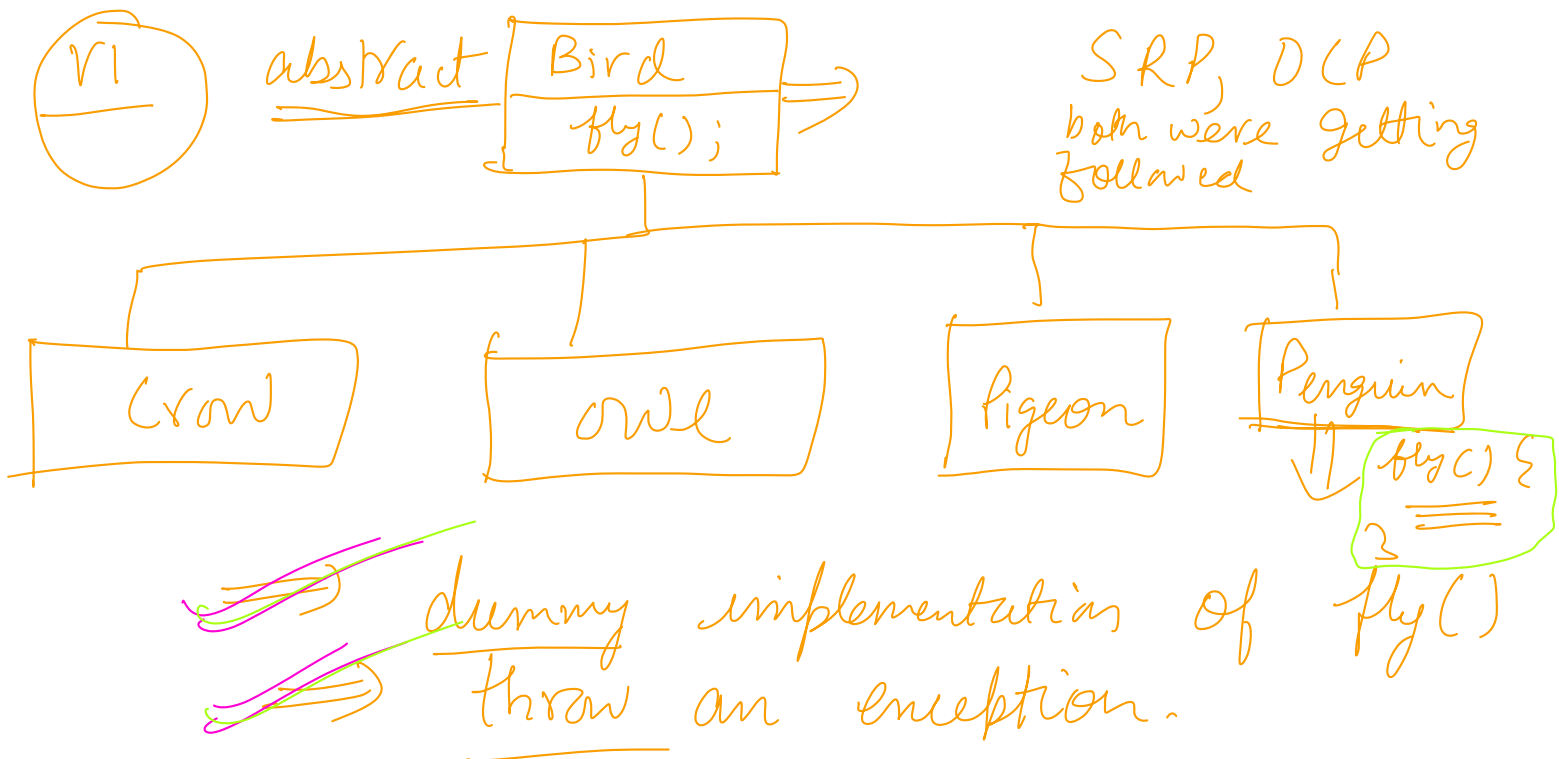 V1
abstract
Bird
fly();
SRP, OCP
both were getting
followed
Crow
owl
Pigeon
Penguin
fly() {
}
dummy implementation of fly()
throw an exception.